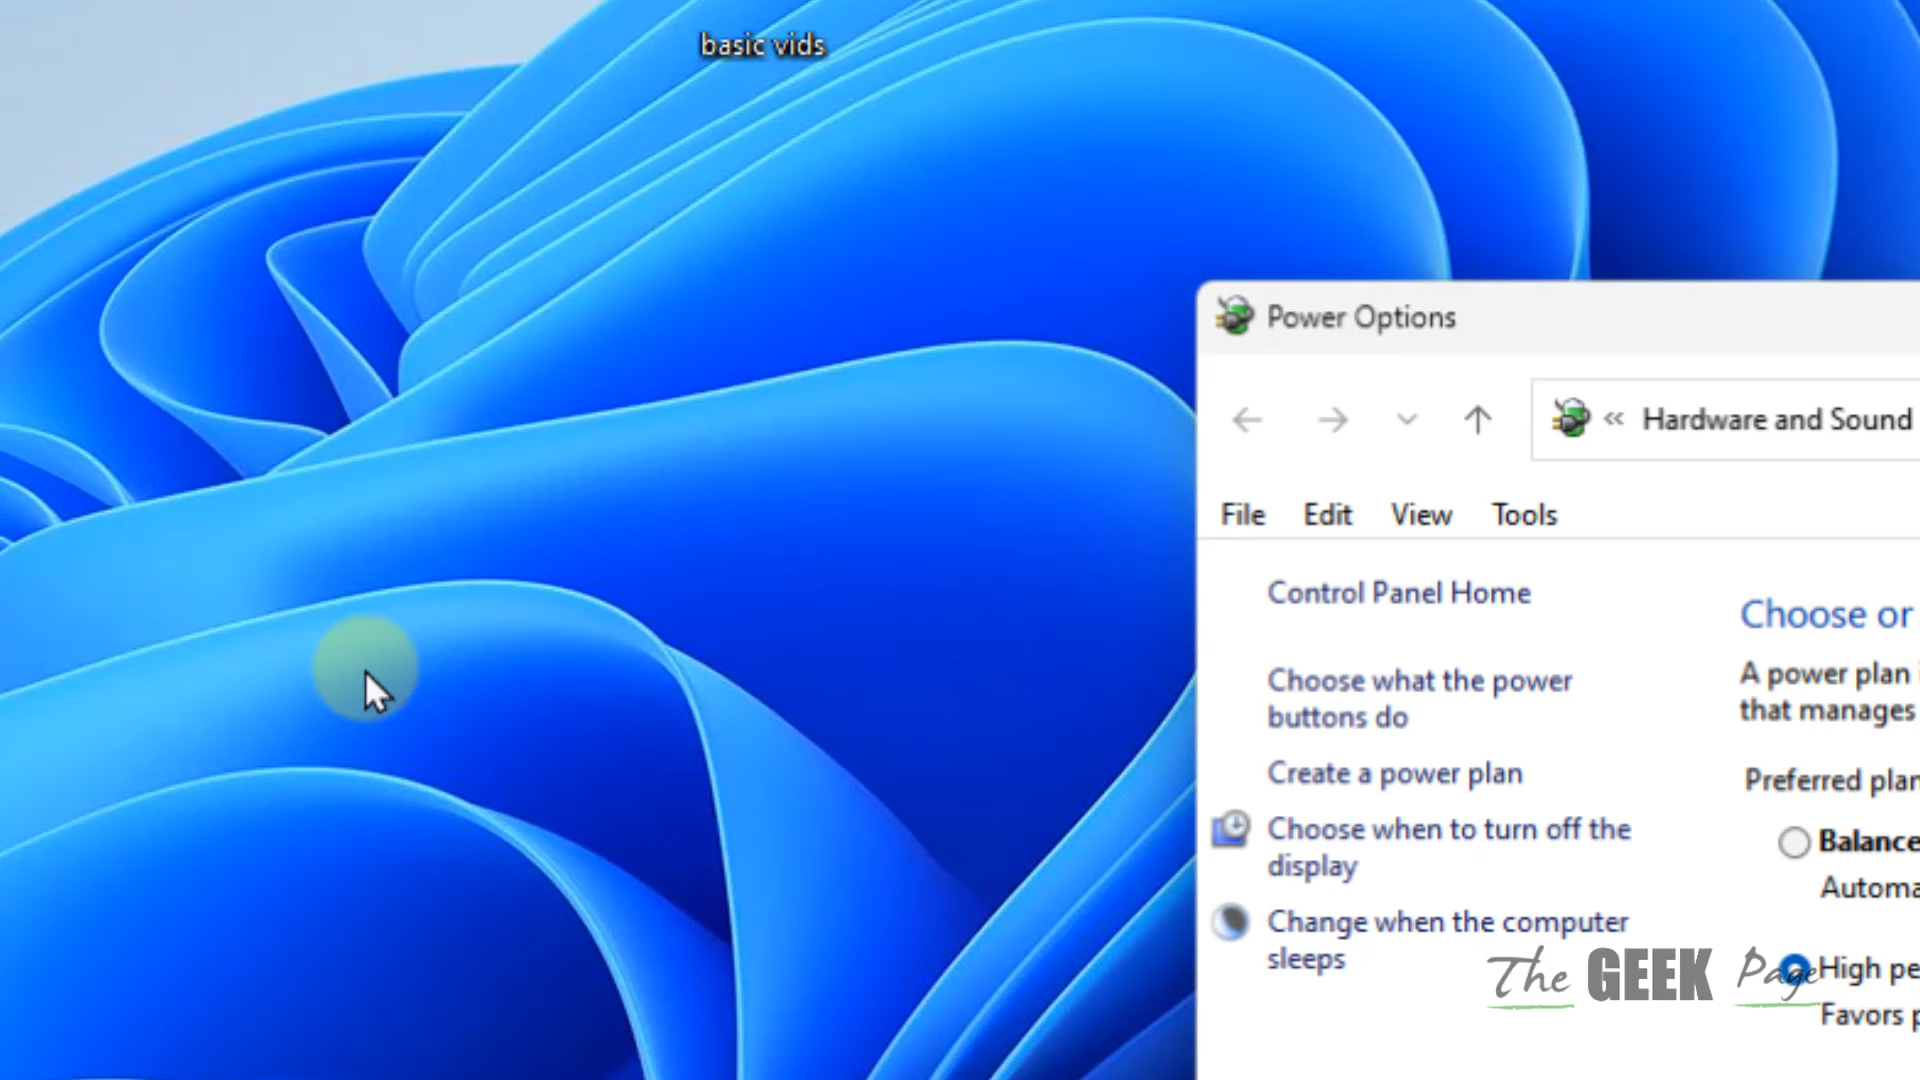 basic vids
Power Options
« Hardware and Sound
File Edit View Tools
Control Panel Home
Choose what the power
buttons do
Create a power plan
Choose when to turn off the
display
Change when the computer
sleeps
Choose or
A power plan i
that manages
Preferred plan
Balance
Automa
High pe
Favors p
The GEEK Page